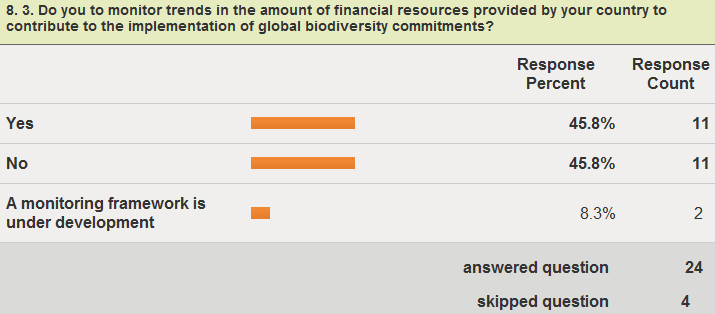 8. 3. Do you to monitor trends in the amount of financial resources provided by your country to
contribute to the implementation of global biodiversity commitments?
Response Percent Response Count
Yes 45.8% 11
No 45.8% 11
A monitoring framework is
under development 8.3% 2
answered question 24
skipped question 4